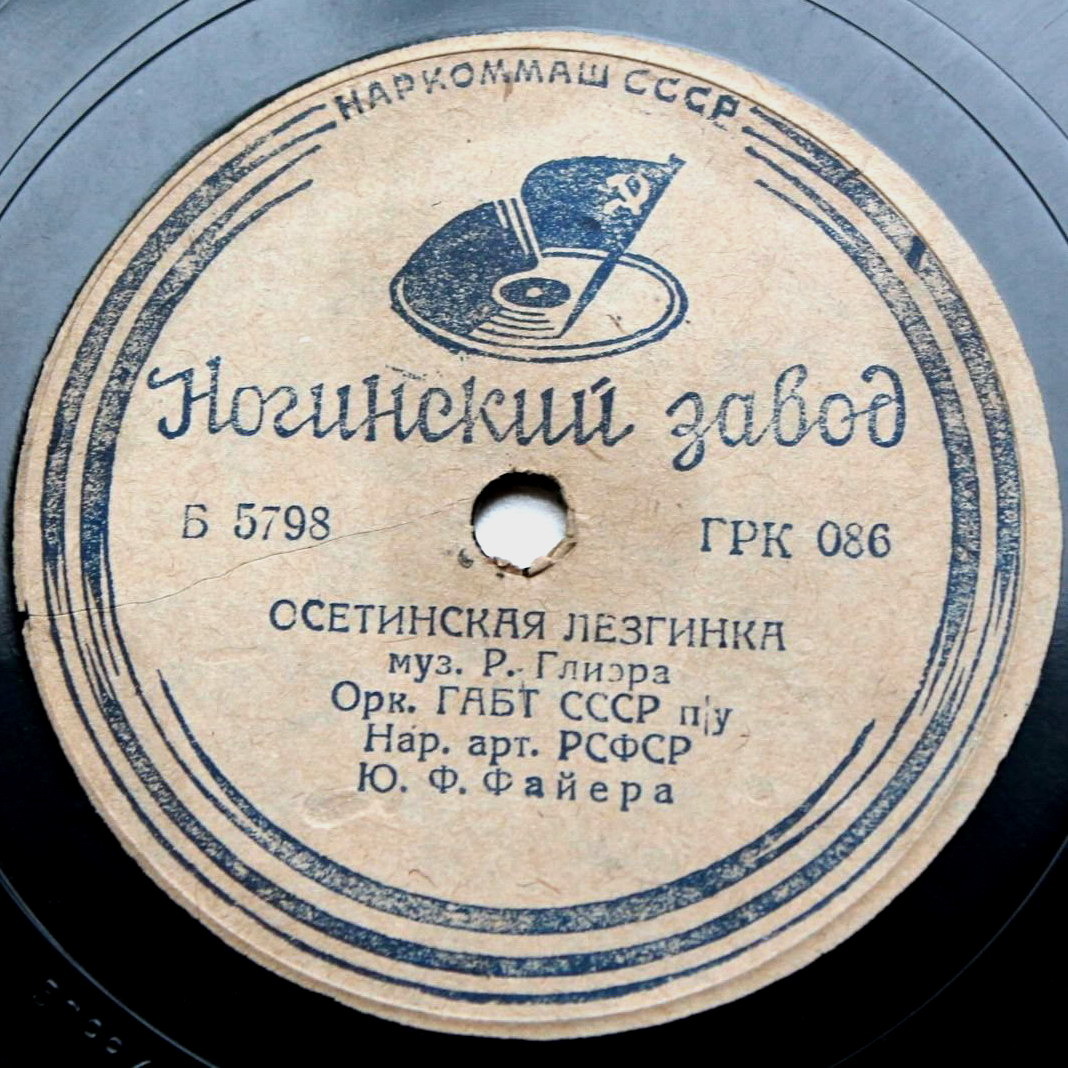 НАРКОММАШ СССР
Ногинский завод
Б 5798
ГРК 086
ОСЕТИНСКАЯ ЛЕЗГИНКА
муз. Р. Глиэра
Орк. ГАБТ СССР п/у
Нар. арт. РСФСР
Ю. Ф. Файера